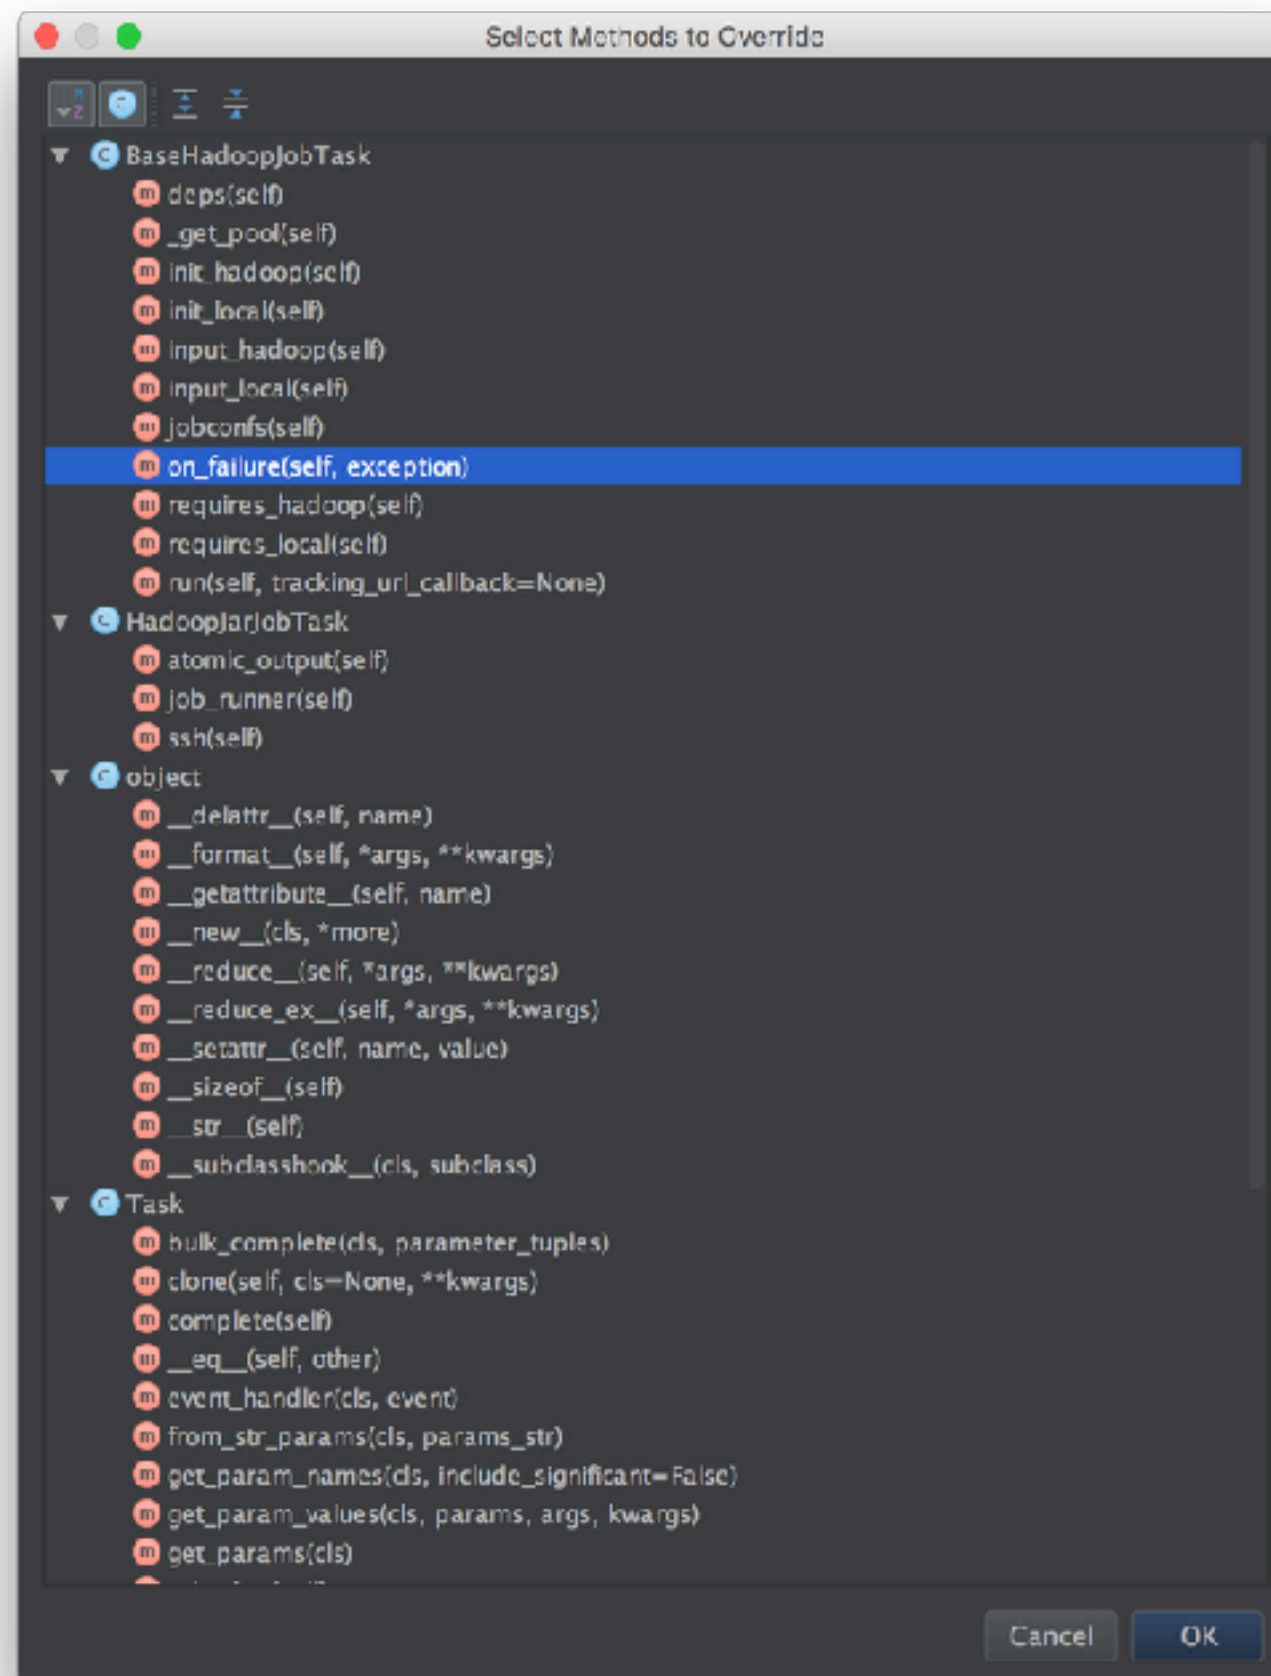 Select Methods to Override
BaseHadoopJobTask
deps(self)
_get_pool(self)
init_hadoop(self)
init_local(self)
input_hadoop(self)
input_local(self)
jobconfs(self)
on_failure(self, exception)
requires_hadoop(self)
requires_local(self)
run(self, tracking_url_callback=None)
HadoopJarJobTask
atomic_output(self)
job_runner(self)
ssh(self)
object
__delattr__(self, name)
__format__(self, *args, **kwargs)
__getattribute__(self, name)
__new__(cls, *more)
__reduce__(self, *args, **kwargs)
__reduce_ex__(self, *args, **kwargs)
__setattr__(self, name, value)
__sizeof__(self)
__str__(self)
__subclasshook__(cls, subclass)
Task
bulk_complete(cls, parameter_tuples)
clone(self, cls=None, **kwargs)
complete(self)
__eq__(self, other)
event_handler(cls, event)
from_str_params(cls, params_str)
get_param_names(cls, include_significant=False)
get_param_values(cls, params, args, kwargs)
get_params(cls)
Cancel OK